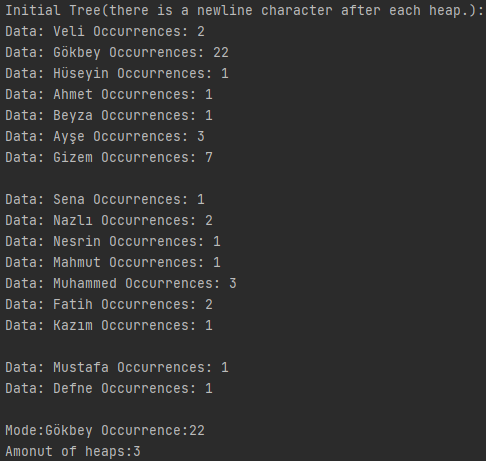 Initial Tree(there is a newline character after each heap.):
Data: Veli Occurrences: 2
Data: Gökbey Occurrences: 22
Data: Hüseyin Occurrences: 1
Data: Ahmet Occurrences: 1
Data: Beyza Occurrences: 1
Data: Ayşe Occurrences: 3
Data: Gizem Occurrences: 7
Data: Sena Occurrences: 1
Data: Nazlı Occurrences: 2
Data: Nesrin Occurrences: 1
Data: Mahmut Occurrences: 1
Data: Muhammed Occurrences: 3
Data: Fatih Occurrences: 2
Data: Kazım Occurrences: 1
Data: Mustafa Occurrences: 1
Data: Defne Occurrences: 1
Mode:Gökbey Occurrence:22
Amonut of heaps:3